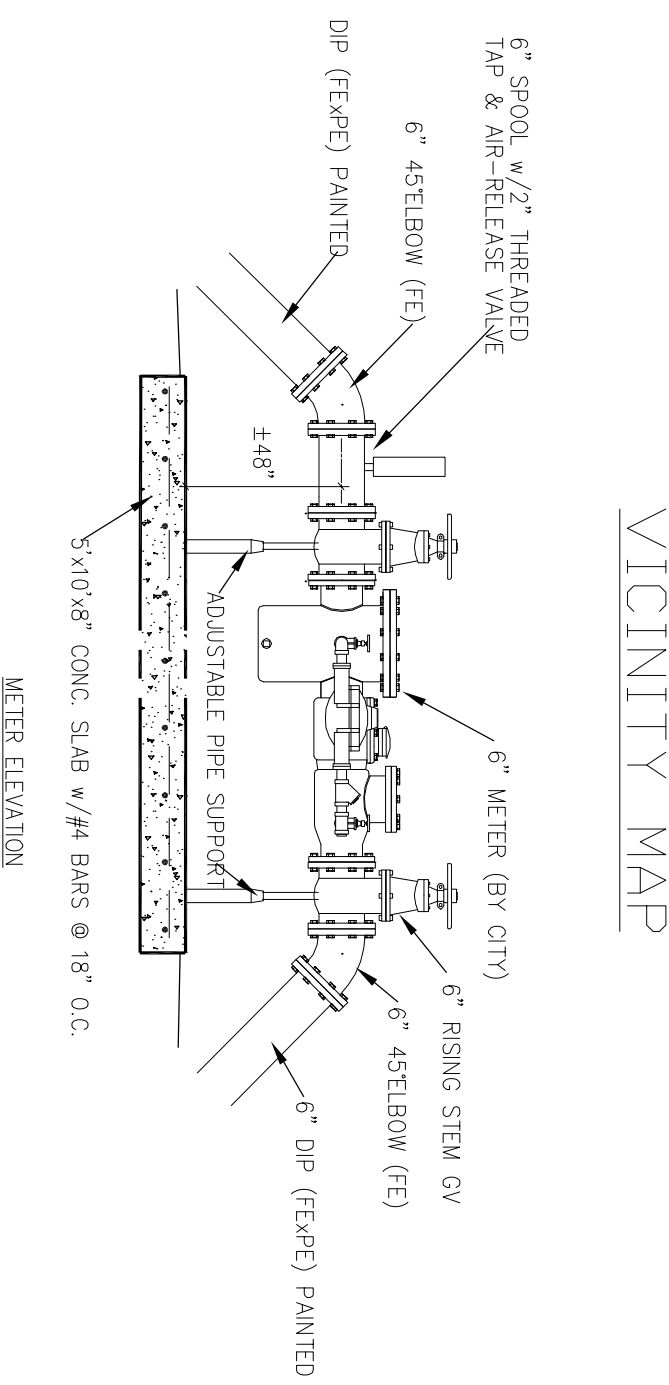 VICINITY MAP
6" SPOOL w/2" THREADED
TAP & AIR-RELEASE VALVE
6" 45°ELBOW (FE)
DIP (FExPE) PAINTED
±48"
ADJUSTABLE PIPE SUPPORT
5'x10'x8" CONC. SLAB w/#4 BARS @ 18" O.C.
6" METER (BY CITY)
6" RISING STEM GV
6" 45°ELBOW (FE)
6" DIP (FExPE) PAINTED
METER ELEVATION